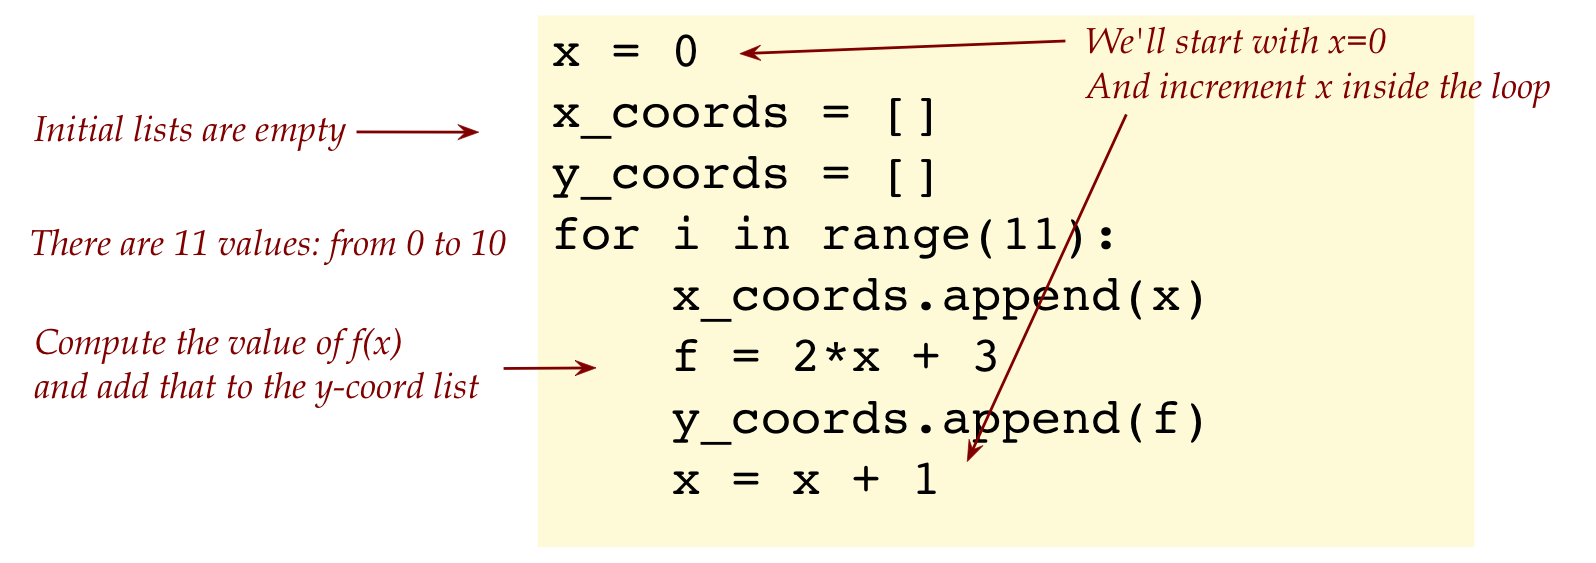 x = 0
We'll start with x=0
And increment x inside the loop
x_coords = []
Initial lists are empty
y_coords = []
for i in range(11):
There are 11 values: from 0 to 10
    x_coords.append(x)
Compute the value of f(x)
and add that to the y-coord list
    f = 2*x + 3
    y_coords.append(f)
    x = x + 1